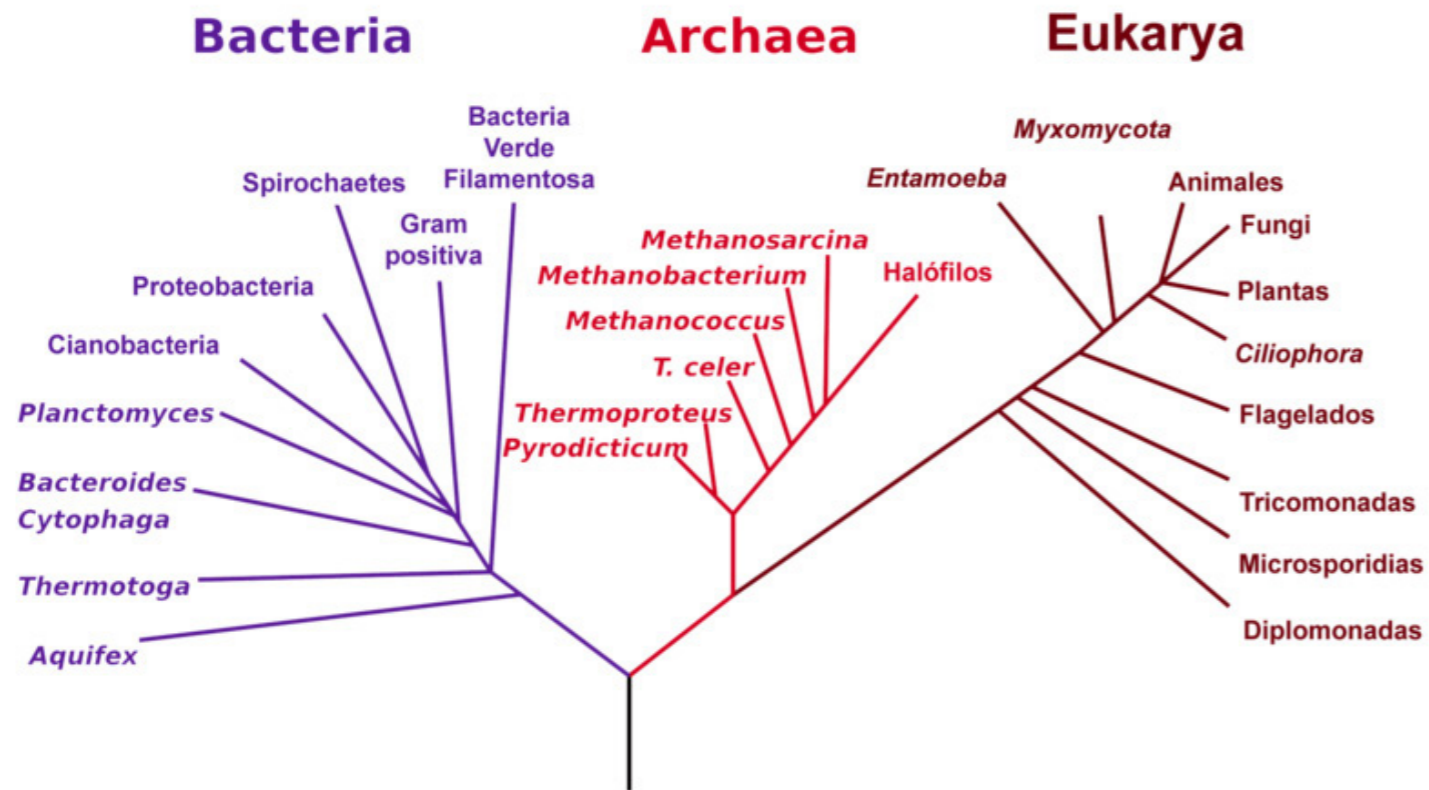 Bacteria
Archaea
Eukarya
Bacteria
Verde
Filamentosa
Spirochaetes
Gram
positiva
Proteobacteria
Cianobacteria
Planctomyces
Bacteroides
Cytophaga
Thermotoga
Aquifex
Methanosarcina
Methanobacterium
Halófilos
Methanococcus
T. celer
Thermoproteus
Pyrodicticum
Myxomycota
Entamoeba
Animales
Fungi
Plantas
Ciliophora
Flagelados
Tricomonadas
Microsporidias
Diplomonadas